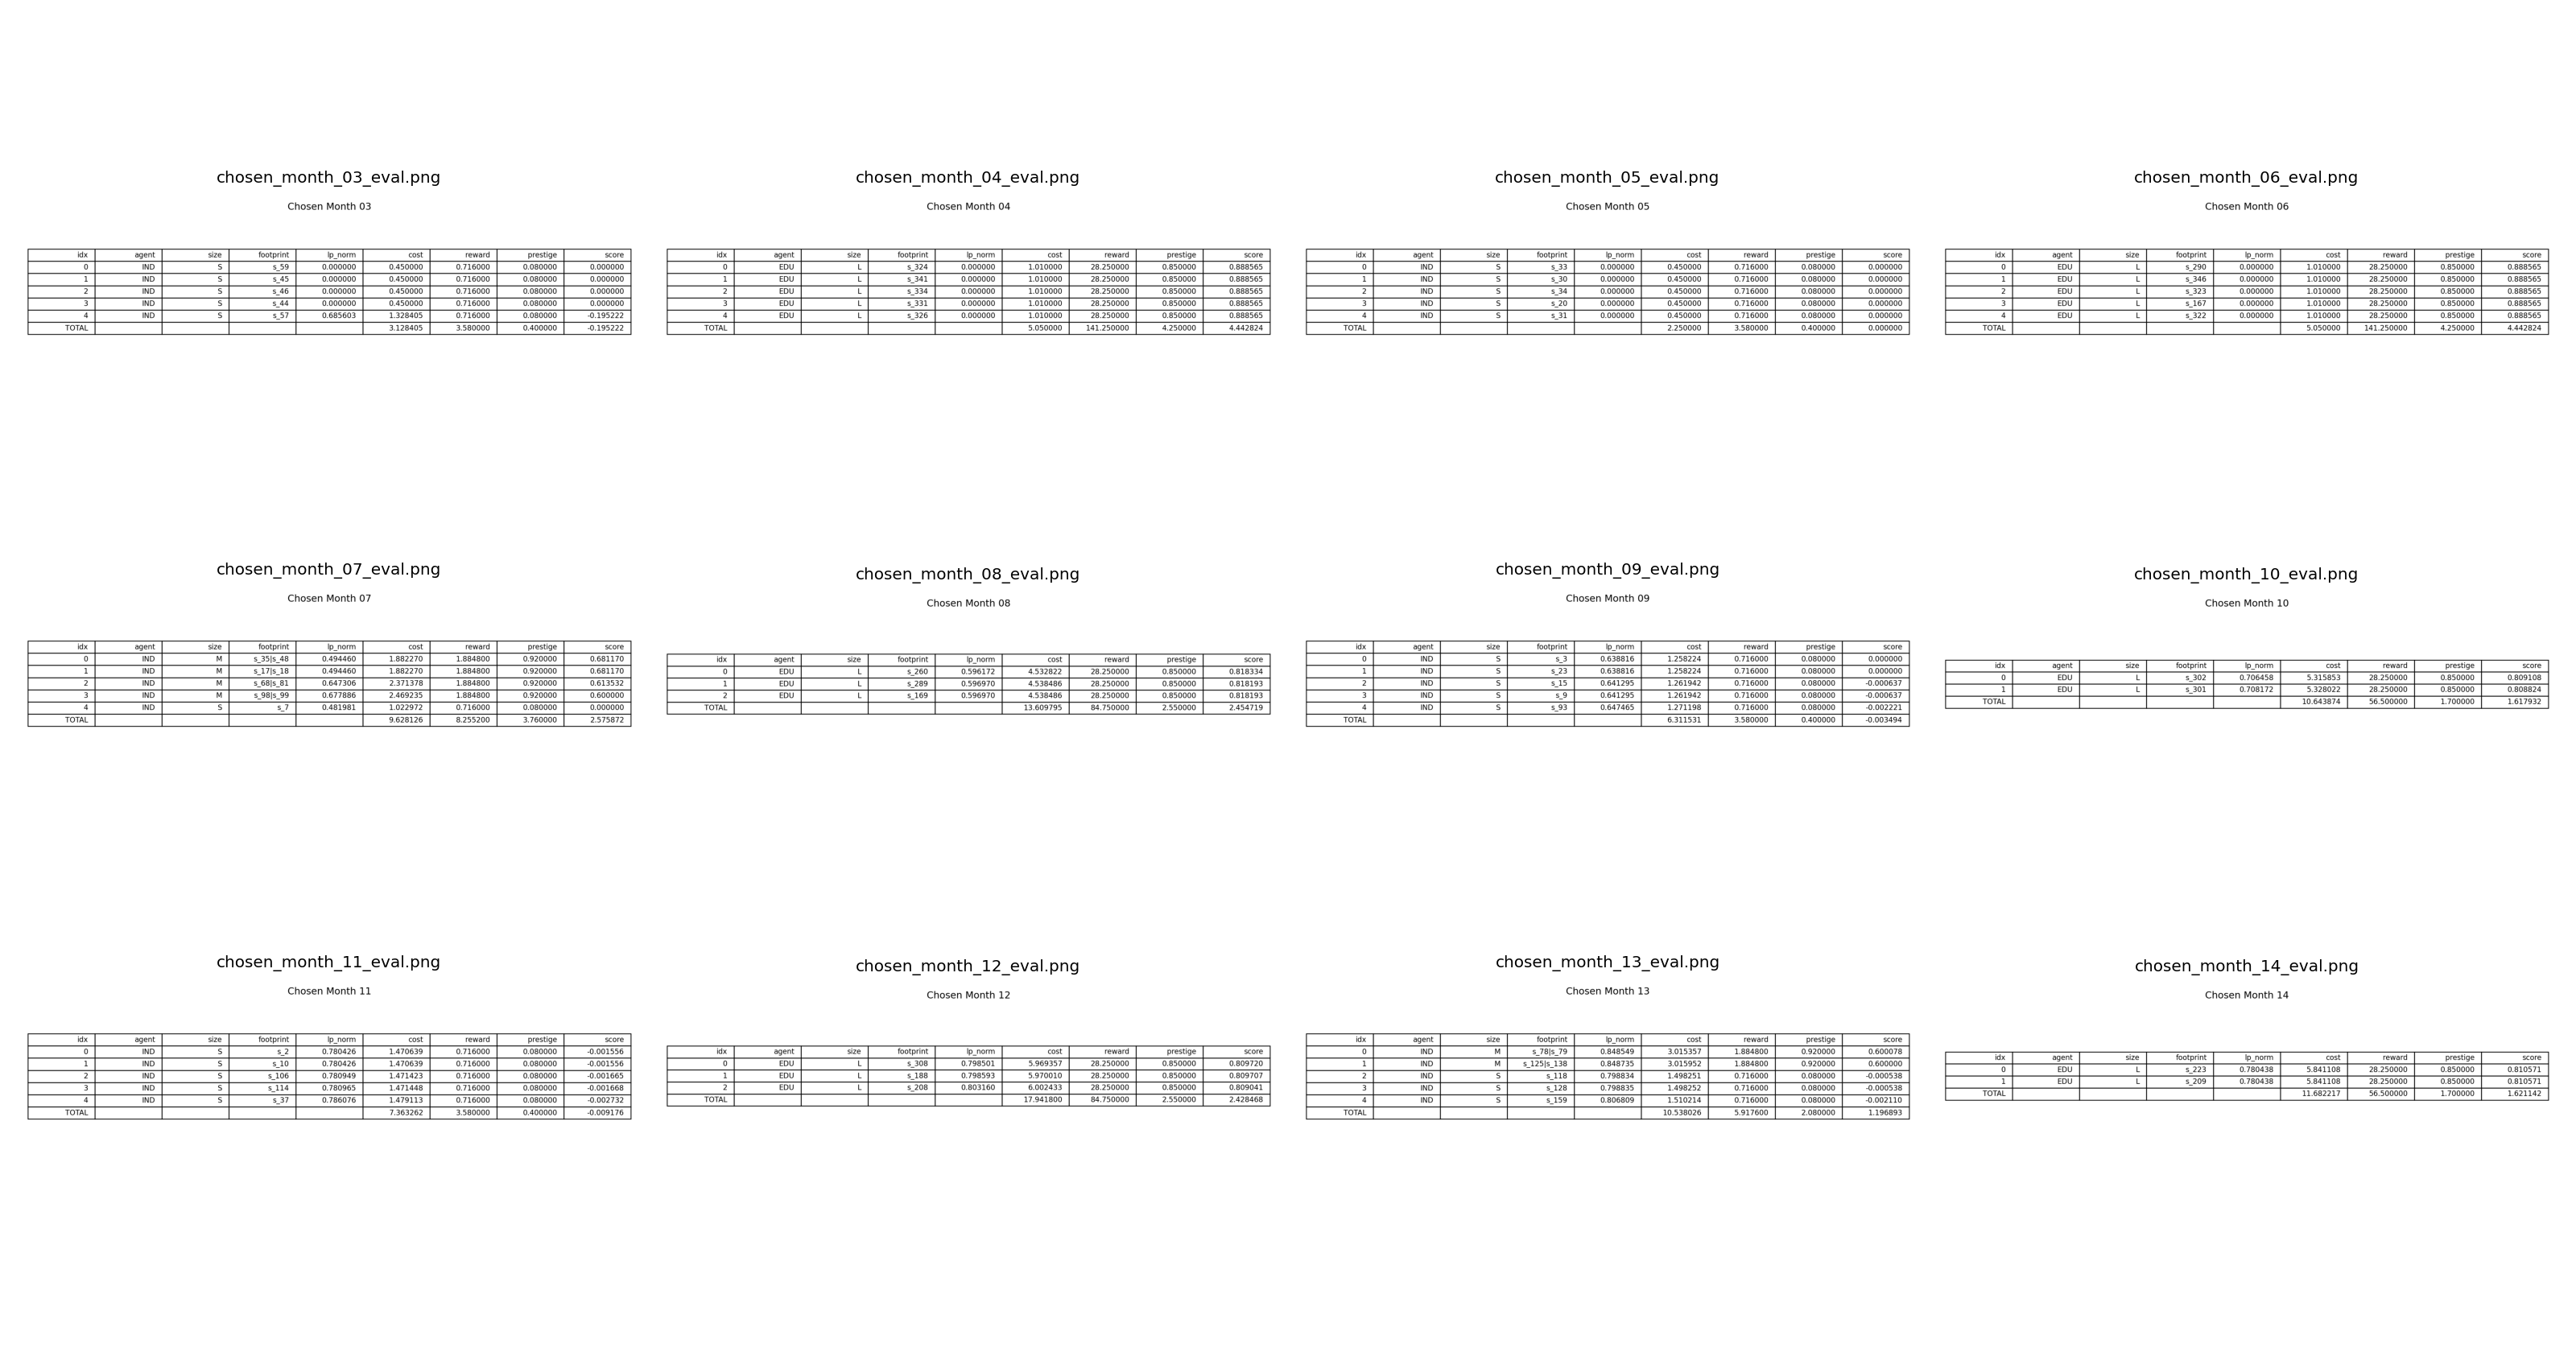 chosen_month_03_eval.png
Chosen Month 03
idx agent size footprint lp_norm cost reward prestige score
0 IND S s_59 0.000000 0.450000 0.716000 0.080000 0.000000
1 IND S s_45 0.000000 0.450000 0.716000 0.080000 0.000000
2 IND S s_46 0.000000 0.450000 0.716000 0.080000 0.000000
3 IND S s_44 0.000000 0.450000 0.716000 0.080000 0.000000
4 IND S s_57 0.685603 1.328405 0.716000 0.080000 -0.195222
TOTAL 3.128405 3.580000 0.400000 -0.195222
chosen_month_04_eval.png
Chosen Month 04
idx agent size footprint lp_norm cost reward prestige score
0 EDU L s_324 0.000000 1.010000 28.250000 0.850000 0.888565
1 EDU L s_341 0.000000 1.010000 28.250000 0.850000 0.888565
2 EDU L s_334 0.000000 1.010000 28.250000 0.850000 0.888565
3 EDU L s_331 0.000000 1.010000 28.250000 0.850000 0.888565
4 EDU L s_326 0.000000 1.010000 28.250000 0.850000 0.888565
TOTAL 5.050000 141.250000 4.250000 4.442824
chosen_month_05_eval.png
Chosen Month 05
idx agent size footprint lp_norm cost reward prestige score
0 IND S s_33 0.000000 0.450000 0.716000 0.080000 0.000000
1 IND S s_30 0.000000 0.450000 0.716000 0.080000 0.000000
2 IND S s_34 0.000000 0.450000 0.716000 0.080000 0.000000
3 IND S s_20 0.000000 0.450000 0.716000 0.080000 0.000000
4 IND S s_31 0.000000 0.450000 0.716000 0.080000 0.000000
TOTAL 2.250000 3.580000 0.400000 0.000000
chosen_month_06_eval.png
Chosen Month 06
idx agent size footprint lp_norm cost reward prestige score
0 EDU L s_290 0.000000 1.010000 28.250000 0.850000 0.888565
1 EDU L s_346 0.000000 1.010000 28.250000 0.850000 0.888565
2 EDU L s_323 0.000000 1.010000 28.250000 0.850000 0.888565
3 EDU L s_167 0.000000 1.010000 28.250000 0.850000 0.888565
4 EDU L s_322 0.000000 1.010000 28.250000 0.850000 0.888565
TOTAL 5.050000 141.250000 4.250000 4.442824
chosen_month_07_eval.png
Chosen Month 07
idx agent size footprint lp_norm cost reward prestige score
0 IND M s_35|s_48 0.494460 1.882270 1.884800 0.920000 0.681170
1 IND M s_17|s_18 0.494460 1.882270 1.884800 0.920000 0.681170
2 IND M s_68|s_81 0.647306 2.371378 1.884800 0.920000 0.613532
3 IND M s_98|s_99 0.677886 2.469235 1.884800 0.920000 0.600000
4 IND S s_7 0.481981 1.022972 0.716000 0.080000 0.000000
TOTAL 9.628126 8.255200 3.760000 2.575872
chosen_month_08_eval.png
Chosen Month 08
idx agent size footprint lp_norm cost reward prestige score
0 EDU L s_260 0.596172 4.532822 28.250000 0.850000 0.818334
1 EDU L s_289 0.596970 4.538486 28.250000 0.850000 0.818193
2 EDU L s_169 0.596970 4.538486 28.250000 0.850000 0.818193
TOTAL 13.609795 84.750000 2.550000 2.454719
chosen_month_09_eval.png
Chosen Month 09
idx agent size footprint lp_norm cost reward prestige score
0 IND S s_3 0.638816 1.258224 0.716000 0.080000 0.000000
1 IND S s_23 0.638816 1.258224 0.716000 0.080000 0.000000
2 IND S s_15 0.641295 1.261942 0.716000 0.080000 -0.000637
3 IND S s_9 0.641295 1.261942 0.716000 0.080000 -0.000637
4 IND S s_93 0.647465 1.271198 0.716000 0.080000 -0.002221
TOTAL 6.311531 3.580000 0.400000 -0.003494
chosen_month_10_eval.png
Chosen Month 10
idx agent size footprint lp_norm cost reward prestige score
0 EDU L s_302 0.706458 5.315853 28.250000 0.850000 0.809108
1 EDU L s_301 0.708172 5.328022 28.250000 0.850000 0.808824
TOTAL 10.643874 56.500000 1.700000 1.617932
chosen_month_11_eval.png
Chosen Month 11
idx agent size footprint lp_norm cost reward prestige score
0 IND S s_2 0.780426 1.470639 0.716000 0.080000 -0.001556
1 IND S s_10 0.780426 1.470639 0.716000 0.080000 -0.001556
2 IND S s_106 0.780949 1.471423 0.716000 0.080000 -0.001665
3 IND S s_114 0.780965 1.471448 0.716000 0.080000 -0.001668
4 IND S s_37 0.786076 1.479113 0.716000 0.080000 -0.002732
TOTAL 7.363262 3.580000 0.400000 -0.009176
chosen_month_12_eval.png
Chosen Month 12
idx agent size footprint lp_norm cost reward prestige score
0 EDU L s_308 0.798501 5.969357 28.250000 0.850000 0.809720
1 EDU L s_188 0.798593 5.970010 28.250000 0.850000 0.809707
2 EDU L s_208 0.803160 6.002433 28.250000 0.850000 0.809041
TOTAL 17.941800 84.750000 2.550000 2.428468
chosen_month_13_eval.png
Chosen Month 13
idx agent size footprint lp_norm cost reward prestige score
0 IND M s_78|s_79 0.848549 3.015357 1.884800 0.920000 0.600078
1 IND M s_125|s_138 0.848735 3.015952 1.884800 0.920000 0.600000
2 IND S s_118 0.798834 1.498251 0.716000 0.080000 -0.000538
3 IND S s_128 0.798835 1.498252 0.716000 0.080000 -0.000538
4 IND S s_159 0.806809 1.510214 0.716000 0.080000 -0.002110
TOTAL 10.538026 5.917600 2.080000 1.196893
chosen_month_14_eval.png
Chosen Month 14
idx agent size footprint lp_norm cost reward prestige score
0 EDU L s_223 0.780438 5.841108 28.250000 0.850000 0.810571
1 EDU L s_209 0.780438 5.841108 28.250000 0.850000 0.810571
TOTAL 11.682217 56.500000 1.700000 1.621142